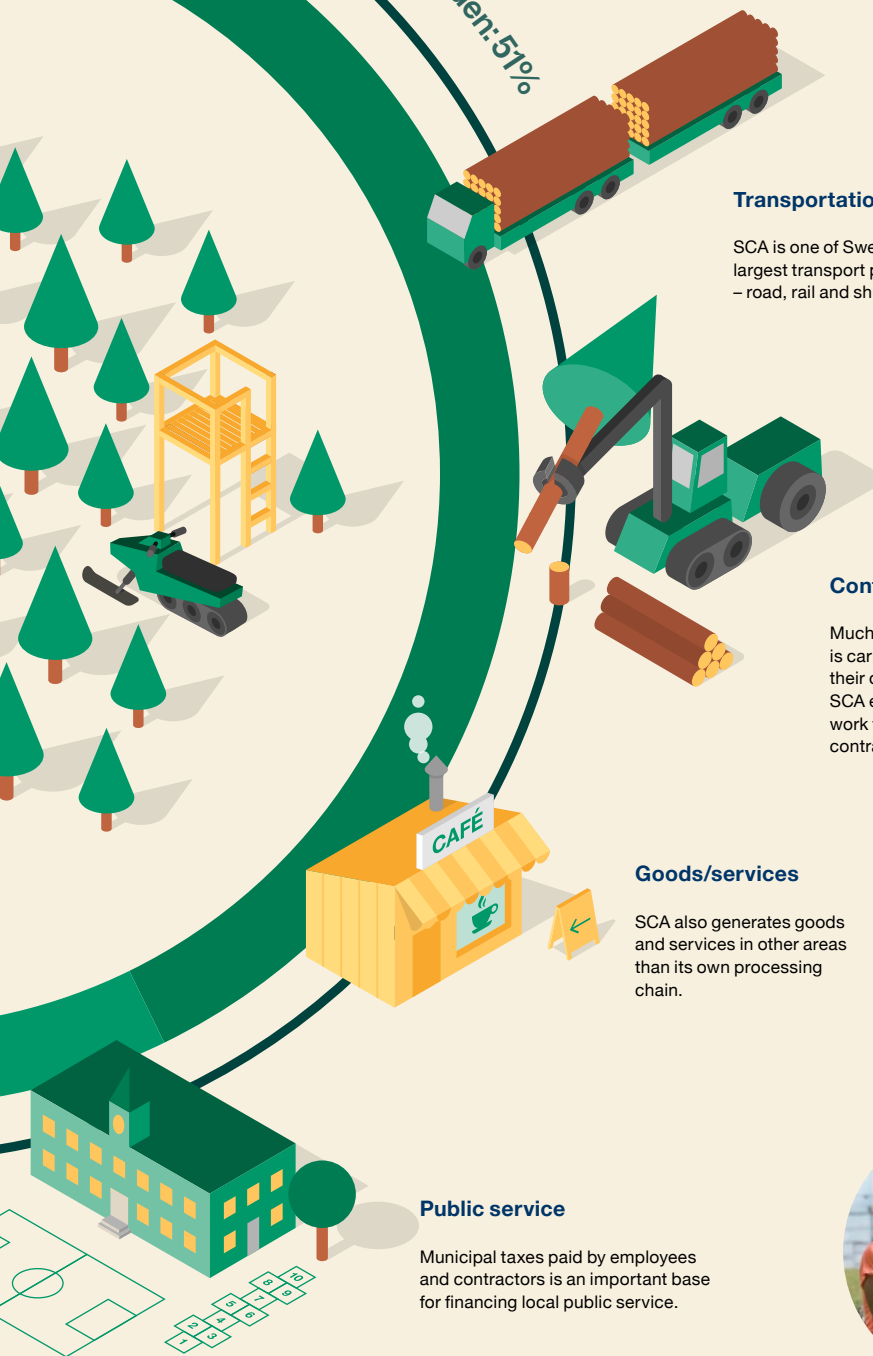 51%
Transportatio
SCA is one of Swe
largest transport p
– road, rail and sh
Cont
Much
is car
their o
SCA e
work
contra
CAFÉ
Goods/services
SCA also generates goods
and services in other areas
than its own processing
chain.
Public service
Municipal taxes paid by employees
and contractors is an important base
for financing local public service.
10
8
9
7
5
6
4
2
3
1